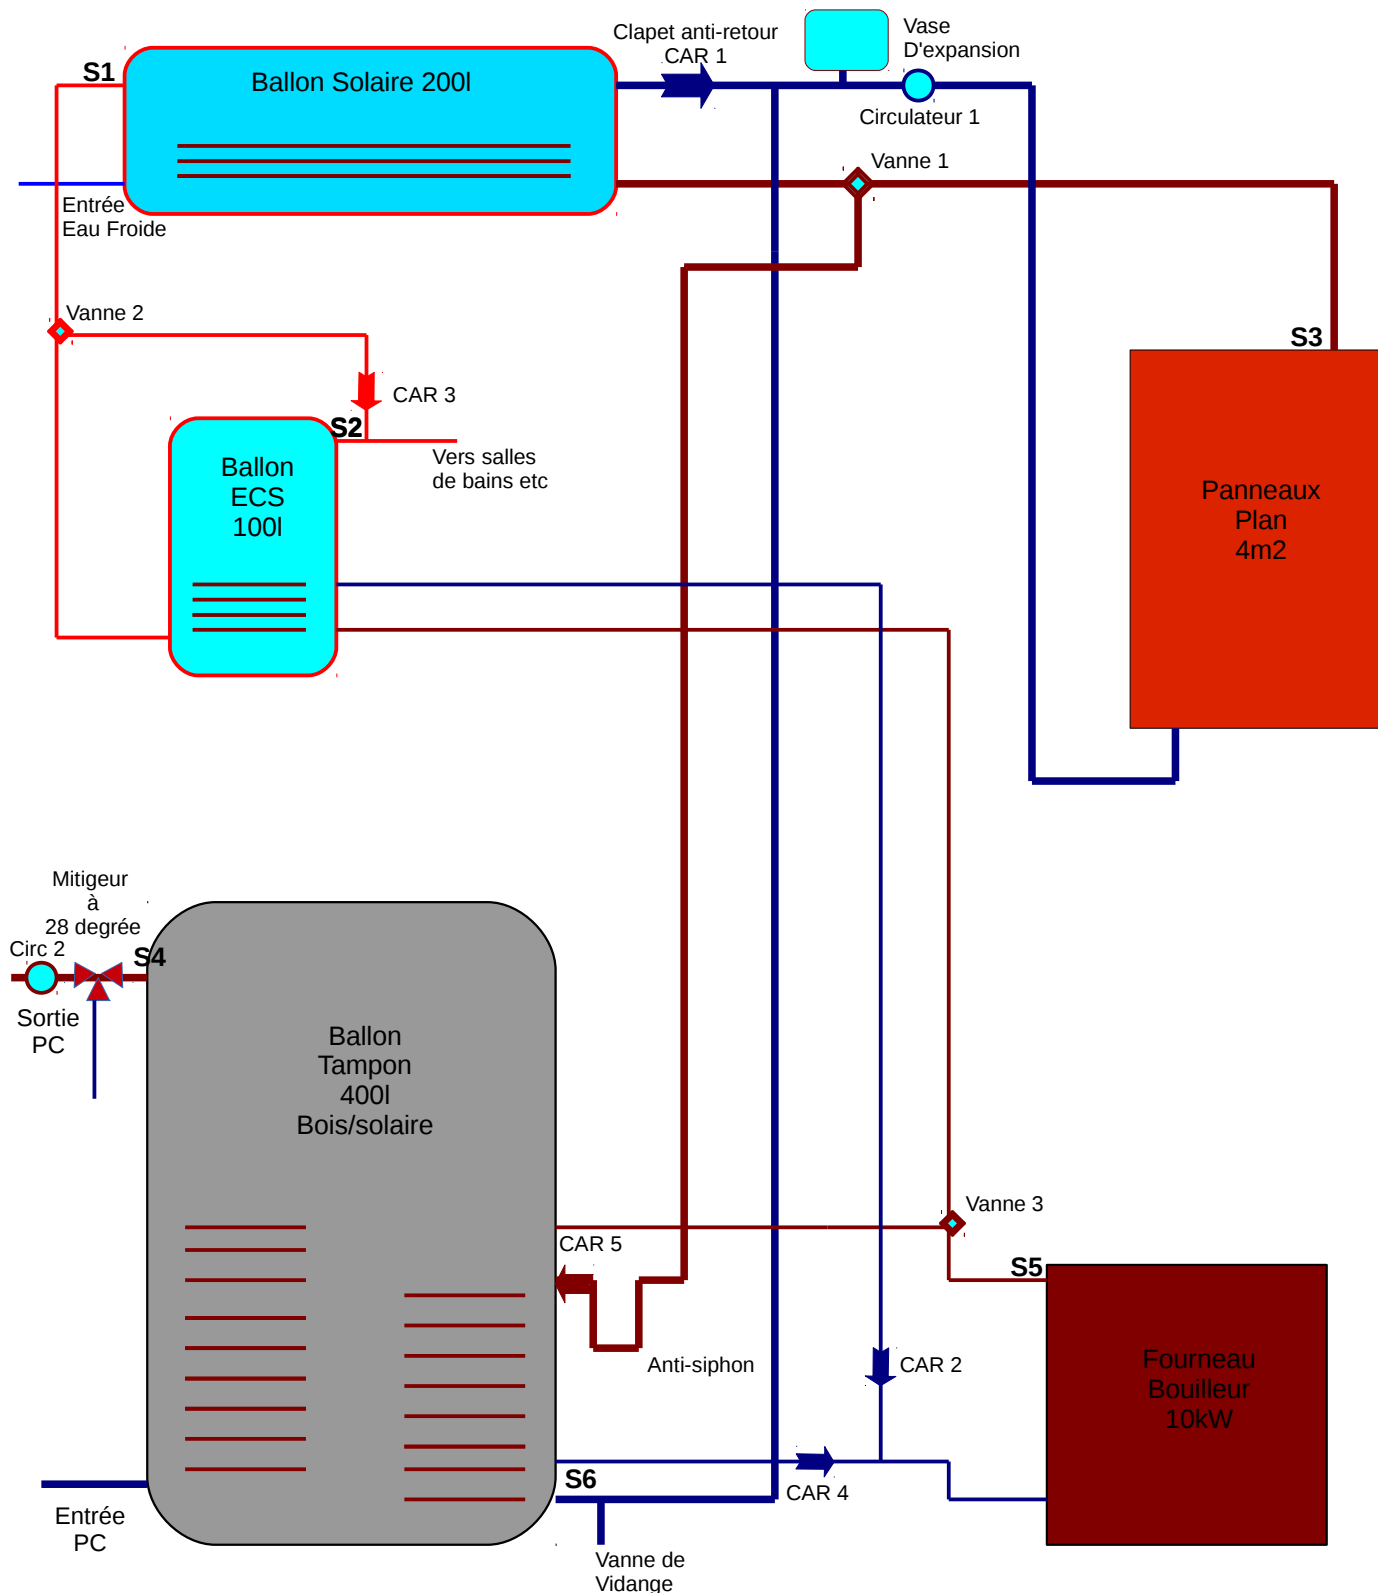 Clapet anti-retour
CAR 1
Vase
D'expansion
S1
Ballon Solaire 200l
Circulateur 1
Vanne 1
Entrée
Eau Froide
Vanne 2
S3
CAR 3
S2
Vers salles
de bains etc
Ballon
ECS
100l
Panneaux
Plan
4m2
Mitigeur
à
28 degrée
Circ 2
S4
Sortie
PC
Ballon
Tampon
400l
Bois/solaire
Vanne 3
CAR 5
S5
Anti-siphon
CAR 2
Fourneau
Bouilleur
10kW
S6
CAR 4
Entrée
PC
Vanne de
Vidange